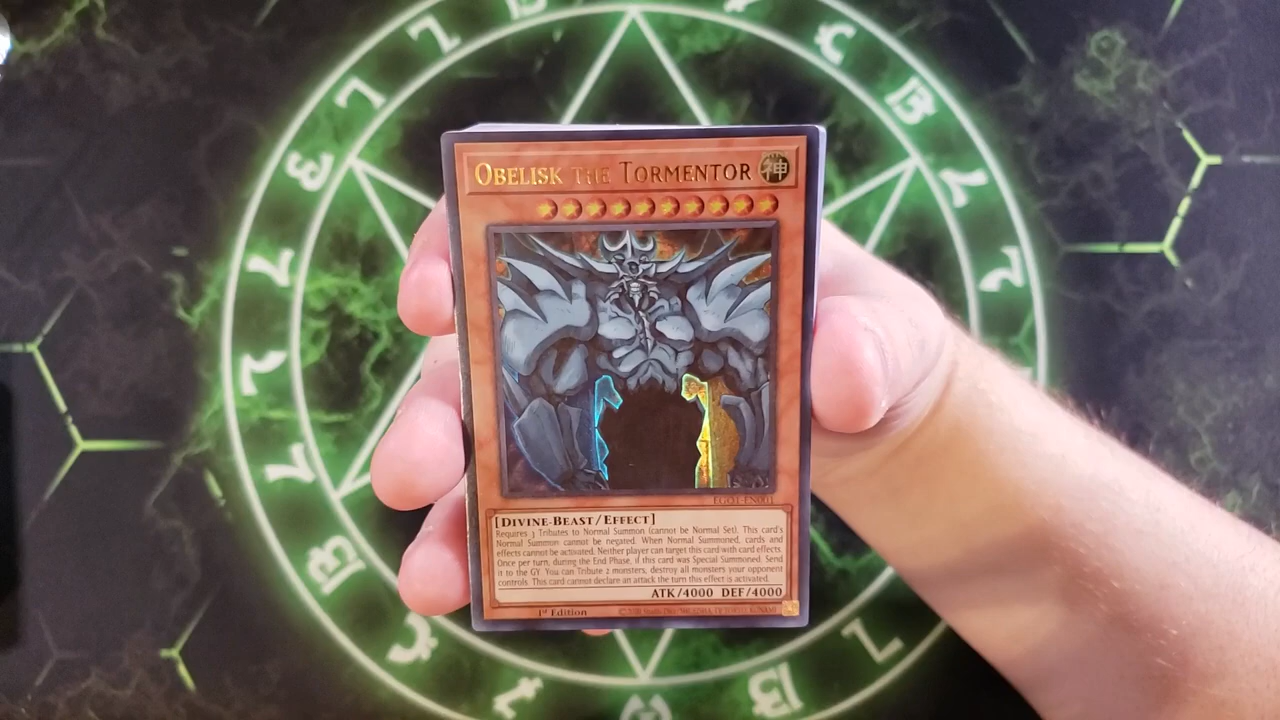 OBELISK THE TORMENTOR
神
EGO1-EN001
[DIVINE-BEAST/EFFECT]
Requires 3 Tributes to Normal Summon (cannot be Normal Set). This card's
Normal Summon cannot be negated. When Normal Summoned, cards and
effects cannot be activated. Neither player can target this card with card effects.
Once per turn, during the End Phase, if this card was Special Summoned: Send
it to the GY. You can Tribute 2 monsters; destroy all monsters your opponent
controls. This card cannot declare an attack the turn this effect is activated.
ATK/4000 DEF/4000
1st Edition